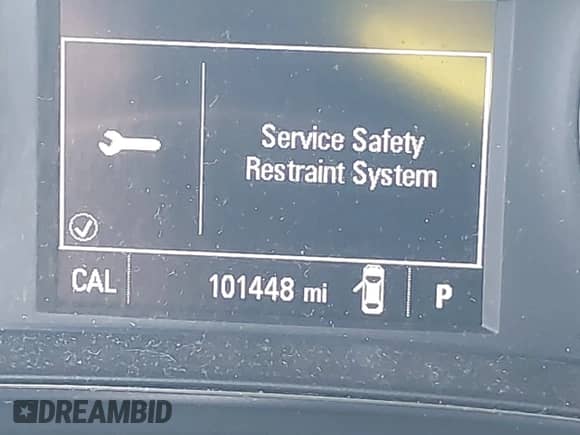 Service Safety
Restraint System
CAL 101448 mi P
DREAMBID